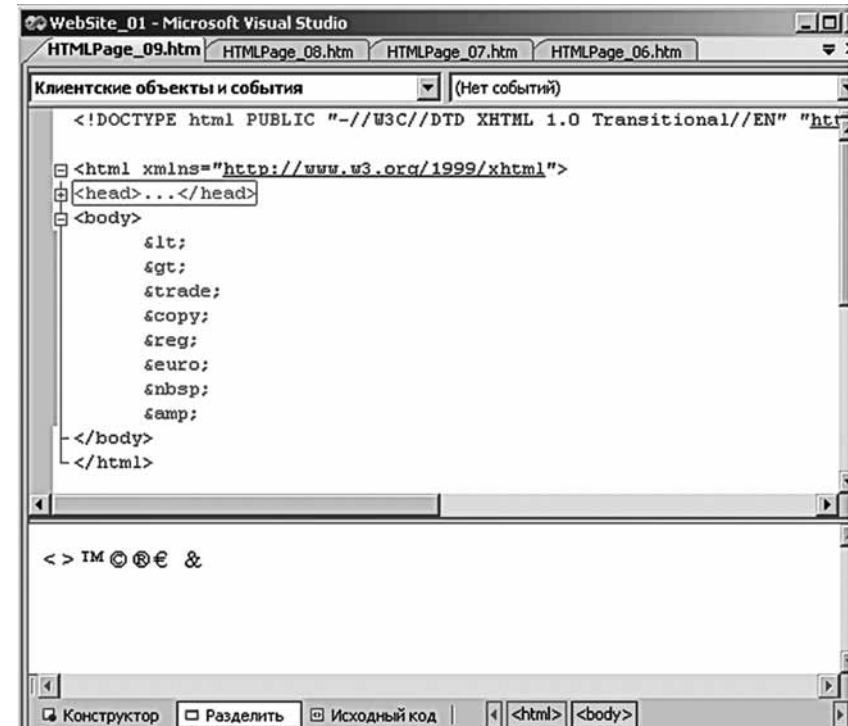 WebSite_01 - Microsoft Visual Studio
HTMLPage_09.htm HTMLPage_08.htm HTMLPage_07.htm HTMLPage_06.htm
Клиентские объекты и события (Нет событий)
<!DOCTYPE html PUBLIC "-//W3C//DTD XHTML 1.0 Transitional//EN" "htt
<html xmlns="http://www.w3.org/1999/xhtml">
<head>...</head>
<body>
&lt;
&gt;
&trade;
&copy;
&reg;
&euro;
&nbsp;
&amp;
</body>
</html>
< > ™ © ® € &
Конструктор Разделить Исходный код <html> <body>